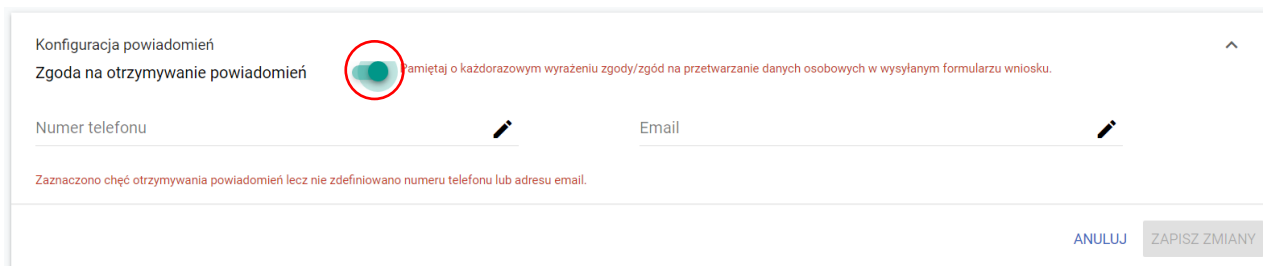 Konfiguracja powiadomień
Zgoda na otrzymywanie powiadomień
Pamiętaj o każdorazowym wyrażeniu zgody/zgód na przetwarzanie danych osobowych w wysyłanym formularzu wniosku.
Numer telefonu
Email
Zaznaczono chęć otrzymywania powiadomień lecz nie zdefiniowano numeru telefonu lub adresu email.
ANULUJ
ZAPISZ ZMIANY